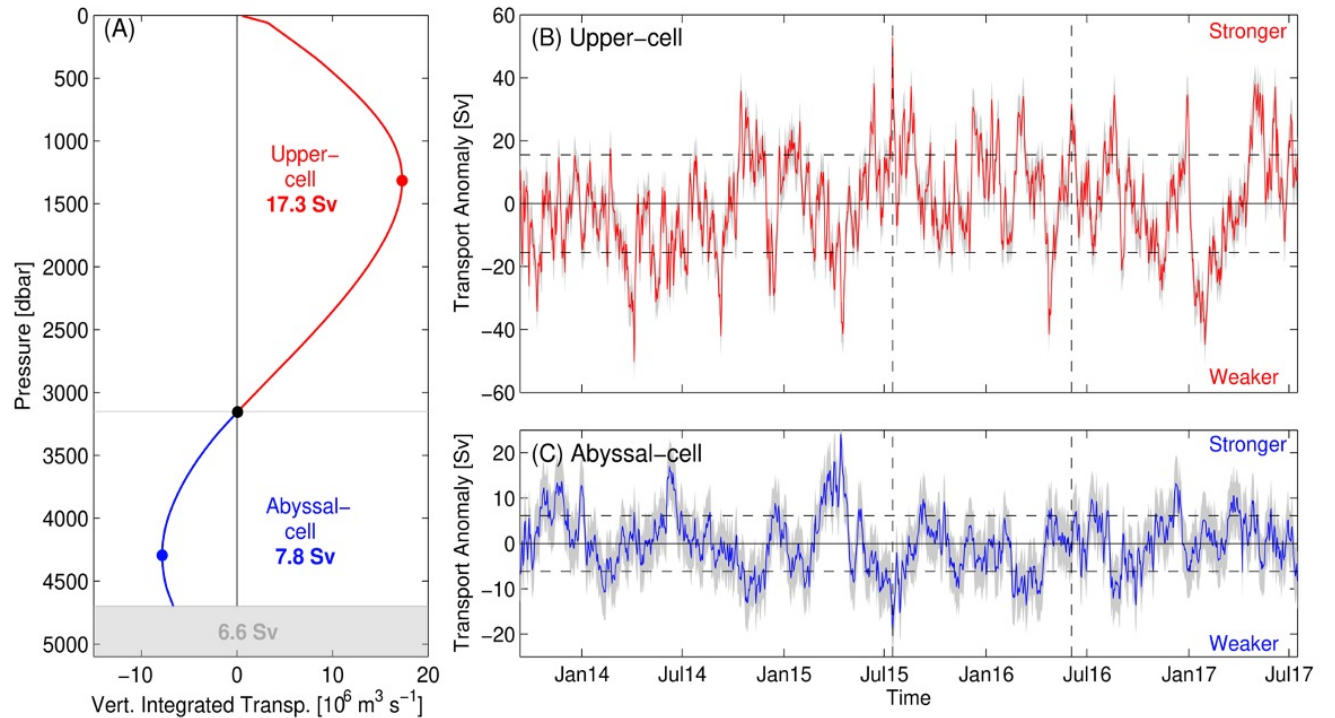 (A)
0
500
1000
1500
2000
2500
3000
3500
4000
4500
5000
Pressure [dbar]
Upper−
cell
17.3 Sv
Abyssal−
cell
7.8 Sv
6.6 Sv
−10 0 10 20
Vert. Integrated Transp. [10⁶ m³ s⁻¹]
(B) Upper−cell
Stronger
60
40
20
0
−20
−40
−60
Transport Anomaly [Sv]
Weaker
(C) Abyssal−cell
Stronger
20
10
0
−10
−20
Transport Anomaly [Sv]
Weaker
Jan14 Jul14 Jan15 Jul15 Jan16 Jul16 Jan17 Jul17
Time